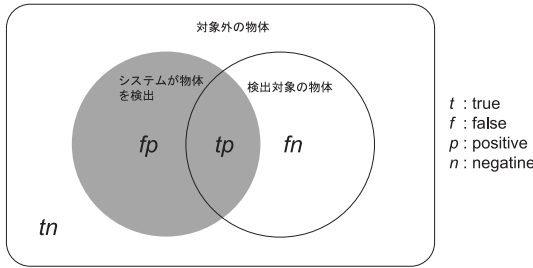 対象外の物体
システムが物体
を検出
検出対象の物体
fp
tp
fn
tn
t : true
f : false
p : positive
n : negatine